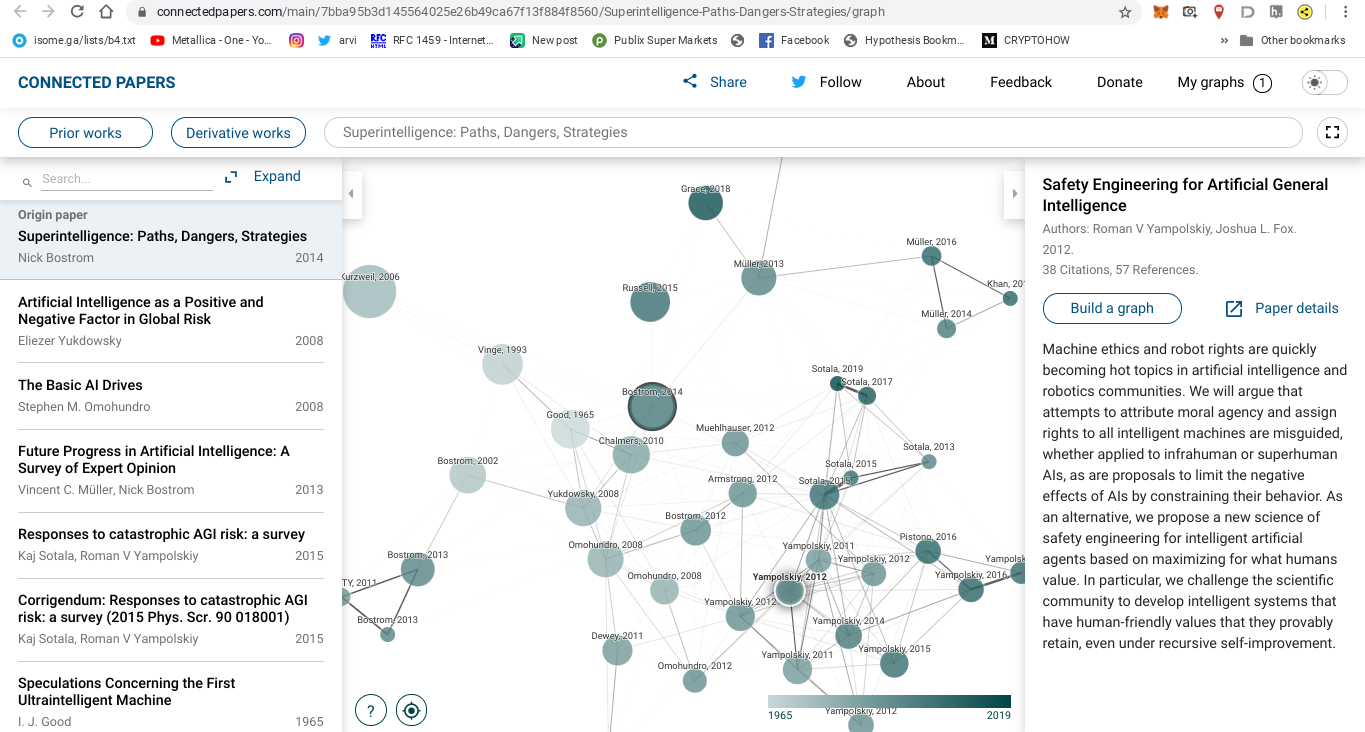 connectedpapers.com/main/7bba95b3d145564025e26b49ca67f13f884f8560/Superintelligence-Paths-Dangers-Strategies/graph
isome.ga/lists/b4.txt Metallica - One - Yo... arvi RFC 1459 - Internet... New post Publix Super Markets Facebook Hypothesis Bookm... CRYPTOHOW » Other bookmarks
CONNECTED PAPERS Share Follow About Feedback Donate My graphs 1
Prior works Derivative works Superintelligence: Paths, Dangers, Strategies
Search... Expand
Origin paper
Superintelligence: Paths, Dangers, Strategies
Nick Bostrom 2014
Artificial Intelligence as a Positive and
Negative Factor in Global Risk
Eliezer Yukdowsky 2008
The Basic AI Drives
Stephen M. Omohundro 2008
Future Progress in Artificial Intelligence: A
Survey of Expert Opinion
Vincent C. Müller, Nick Bostrom 2013
Responses to catastrophic AGI risk: a survey
Kaj Sotala, Roman V Yampolskiy 2015
Corrigendum: Responses to catastrophic AGI
risk: a survey (2015 Phys. Scr. 90 018001)
Kaj Sotala, Roman V Yampolskiy 2015
Speculations Concerning the First
Ultraintelligent Machine
I. J. Good 1965
Grace, 2018
Müller, 2016
Müller, 2013
Kurzweil, 2006
Russell, 2015
Khan, 201
Müller, 2014
Vinge, 1993
Sotala, 2019
Sotala, 2017
Bostrom, 2014
Good, 1965
Muehlhauser, 2012
Chalmers, 2010
Sotala, 2013
Bostrom, 2002
Sotala, 2015
Armstrong, 2012
Sotala, 2015
Yukdowsky, 2008
Bostrom, 2012
Pistono, 2016
Omohundro, 2008
Yampolskiy, 2011
Bostrom, 2013
Yampolskiy, 2012
Yampolsk
Omohundro, 2008
Yampolskiy, 2012
Yampolskiy, 2016
TY, 2011
Yampolskiy, 2012
Bostrom, 2013
Yampolskiy, 2014
Dewey, 2011
Yampolskiy, 2015
Yampolskiy, 2011
Omohundro, 2012
Yampolskiy, 2012
?
1965 2019
Safety Engineering for Artificial General
Intelligence
Authors: Roman V Yampolskiy, Joshua L. Fox.
2012.
38 Citations, 57 References.
Build a graph Paper details
Machine ethics and robot rights are quickly
becoming hot topics in artificial intelligence and
robotics communities. We will argue that
attempts to attribute moral agency and assign
rights to all intelligent machines are misguided,
whether applied to infrahuman or superhuman
AIs, as are proposals to limit the negative
effects of AIs by constraining their behavior. As
an alternative, we propose a new science of
safety engineering for intelligent artificial
agents based on maximizing for what humans
value. In particular, we challenge the scientific
community to develop intelligent systems that
have human-friendly values that they provably
retain, even under recursive self-improvement.